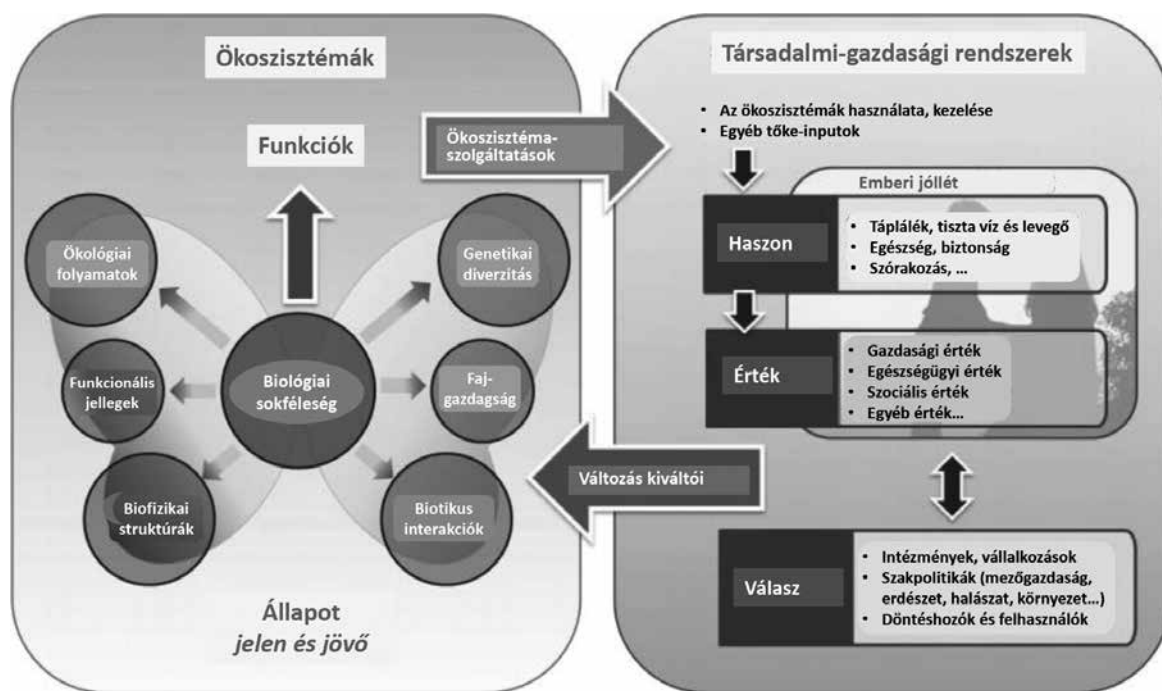 Ökoszisztémák
Funkciók
Ökológiai
folyamatok
Genetikai
diverzitás
Funkcionális
jellegek
Biológiai
sokféleség
Faj-
gazdagság
Biofizikai
struktúrák
Biotikus
interakciók
Állapot
jelen és jövő
Ökoszisztéma-
szolgáltatások
Változás kiváltói
Társadalmi-gazdasági rendszerek
• Az ökoszisztémák használata, kezelése
• Egyéb tőke-inputok
Emberi jóllét
Haszon
• Táplálék, tiszta víz és levegő
• Egészség, biztonság
• Szórakozás, ...
Érték
• Gazdasági érték
• Egészségügyi érték
• Szociális érték
• Egyéb érték...
Válasz
• Intézmények, vállalkozások
• Szakpolitikák (mezőgazdaság,
erdészet, halászat, környezet...)
• Döntéshozók és felhasználók